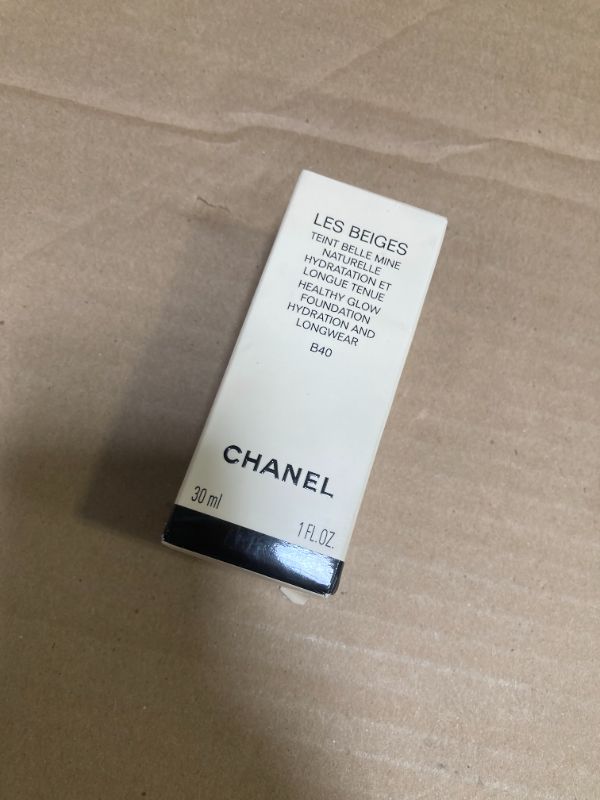 LES BEIGES
TEINT BELLE MINE
NATURELLE
HYDRATATION ET
LONGUE TENUE
HEALTHY GLOW
FOUNDATION
HYDRATION AND
LONGWEAR
B40
CHANEL
30 ml
1 FL.OZ.